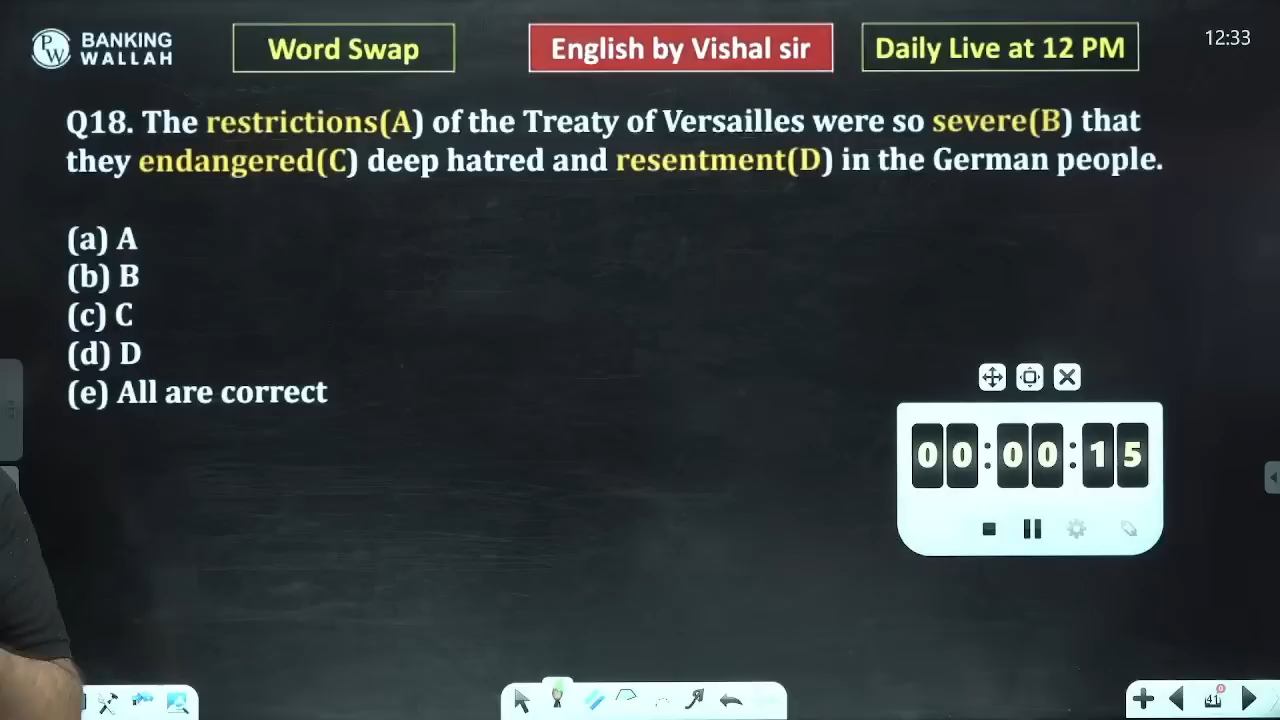 PW
BANKING
WALLAH
Word Swap
English by Vishal sir
Daily Live at 12 PM
12:33
Q18. The restrictions(A) of the Treaty of Versailles were so severe(B) that
they endangered(C) deep hatred and resentment(D) in the German people.
(a) A
(b) B
(c) C
(d) D
(e) All are correct
00:00:15
41